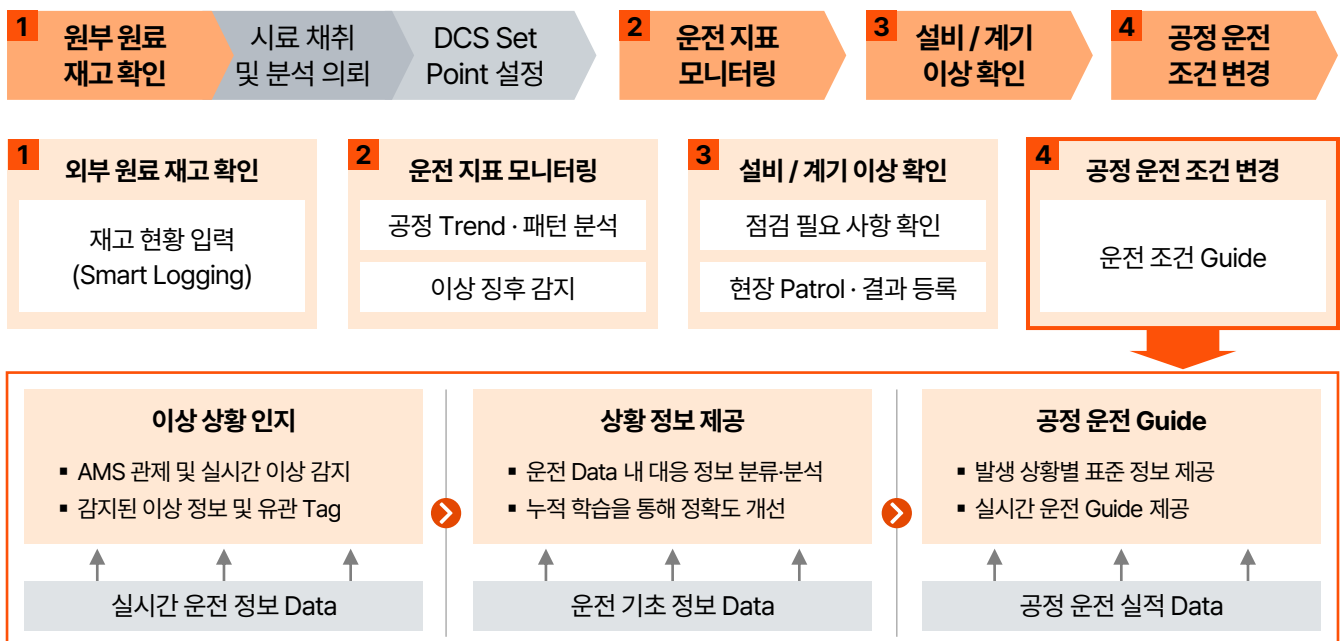 1
원부 원료
재고 확인
시료 채취
및 분석 의뢰
DCS Set
Point 설정
2
운전 지표
모니터링
3
설비 / 계기
이상 확인
4
공정 운전
조건 변경
1
외부 원료 재고 확인
재고 현황 입력
(Smart Logging)
2
운전 지표 모니터링
공정 Trend · 패턴 분석
이상 징후 감지
3
설비 / 계기 이상 확인
점검 필요 사항 확인
현장 Patrol · 결과 등록
4
공정 운전 조건 변경
운전 조건 Guide
이상 상황 인지
▪ AMS 관제 및 실시간 이상 감지
▪ 감지된 이상 정보 및 유관 Tag
실시간 운전 정보 Data
상황 정보 제공
▪ 운전 Data 내 대응 정보 분류·분석
▪ 누적 학습을 통해 정확도 개선
운전 기초 정보 Data
공정 운전 Guide
▪ 발생 상황별 표준 정보 제공
▪ 실시간 운전 Guide 제공
공정 운전 실적 Data